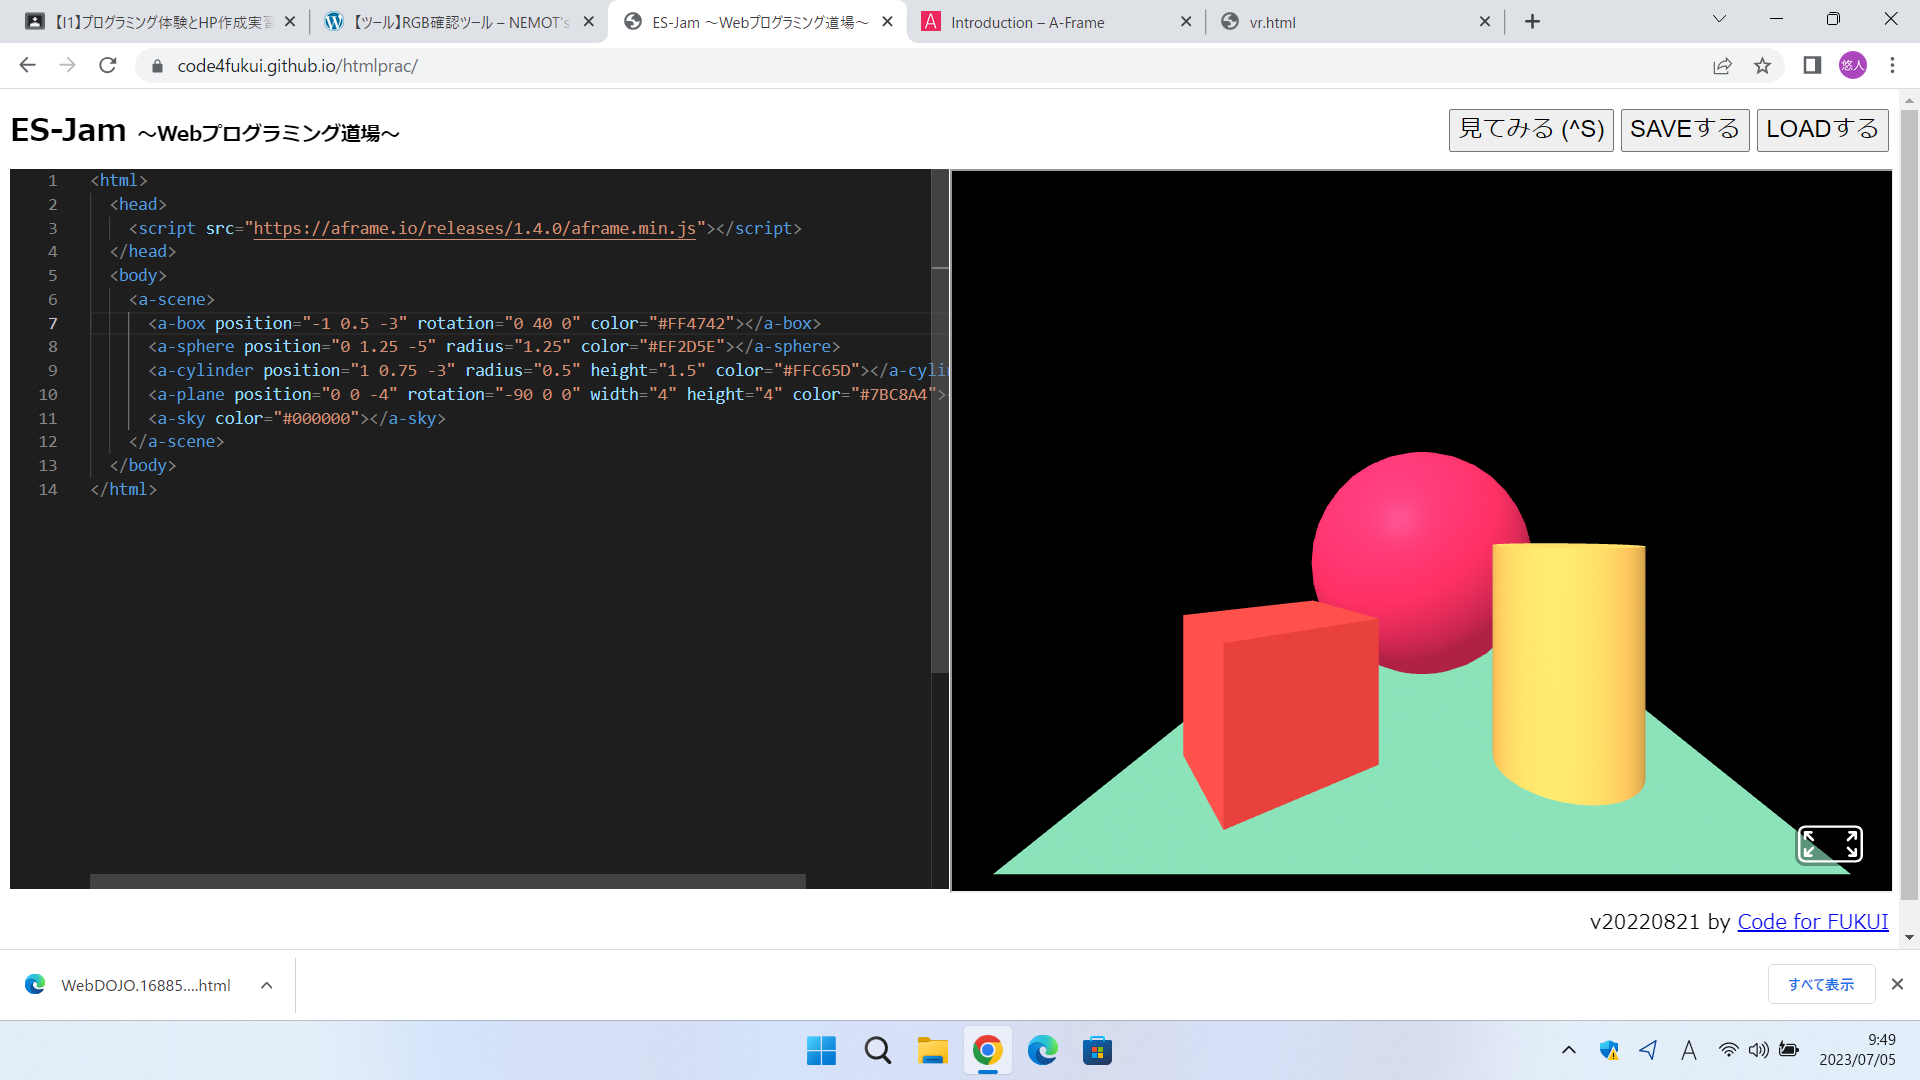 【I1】プログラミング体験とHP作成実習
【ツール】RGB確認ツール – NEMOT's
ES-Jam ～Webプログラミング道場～
Introduction – A-Frame
vr.html
code4fukui.github.io/htmlprac/
悠人
ES-Jam ～Webプログラミング道場～
見てみる (^S)
SAVEする
LOADする
1 <html>
2 <head>
3 <script src="https://aframe.io/releases/1.4.0/aframe.min.js"></script>
4 </head>
5 <body>
6 <a-scene>
7 <a-box position="-1 0.5 -3" rotation="0 40 0" color="#FF4742"></a-box>
8 <a-sphere position="0 1.25 -5" radius="1.25" color="#EF2D5E"></a-sphere>
9 <a-cylinder position="1 0.75 -3" radius="0.5" height="1.5" color="#FFC65D"></a-cylin
10 <a-plane position="0 0 -4" rotation="-90 0 0" width="4" height="4" color="#7BC8A4"><
11 <a-sky color="#000000"></a-sky>
12 </a-scene>
13 </body>
14 </html>
v20220821 by Code for FUKUI
WebDOJO.16885....html
すべて表示
A
9:49
2023/07/05